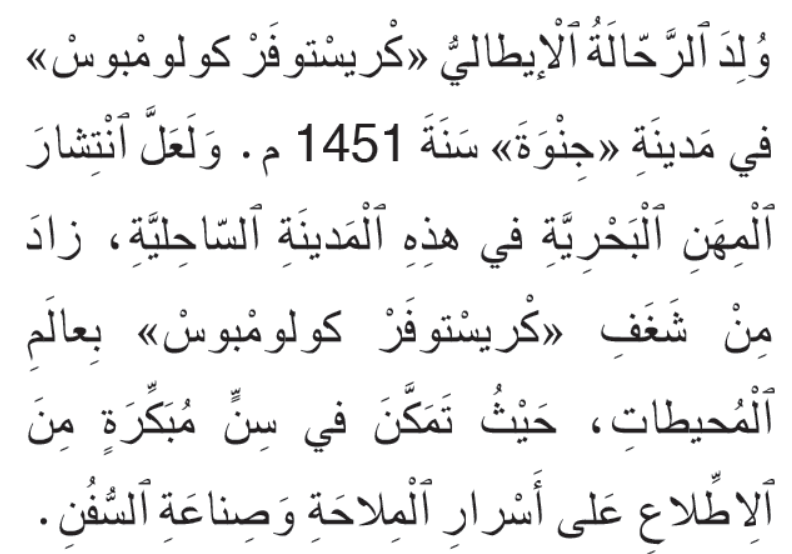 وُلِدَ ٱلرَّحّالَةُ ٱلْإيطاليُّ «كْريسْتوفَرْ كولومْبوسْ»
في مَدينَةِ «جِنْوَةَ» سَنَةَ 1451 م. وَلَعَلَّ ٱنْتِشارَ
ٱلْمِهَنِ ٱلْبَحْرِيَّةِ في هذِهِ ٱلْمَدينَةِ ٱلسّاحِليَّةِ، زادَ
مِنْ شَغَفِ «كْريسْتوفَرْ كولومْبوسْ» بِعالَمِ
ٱلْمُحيطاتِ، حَيْثُ تَمَكَّنَ في سِنٍّ مُبَكِّرَةٍ مِنَ
ٱلِاطِّلاعِ عَلى أَسْرارِ ٱلْمِلاحَةِ وَصِناعَةِ ٱلسُّفُنِ.